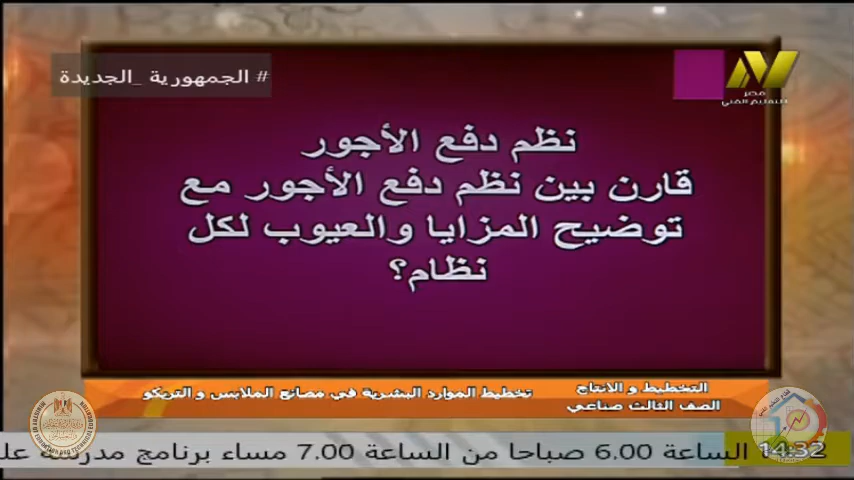 # الجمهورية _الجديدة
مصر
التعليم الفني
نظم دفع الأجور
قارن بين نظم دفع الأجور مع
توضيح المزايا والعيوب لكل
نظام؟
التخطيط و الانتاج
الصف الثالث صناعي
تخطيط الموارد البشرية في مصانع الملابس و التريكو
14:32
الساعة 6.00 صباحا من الساعة 7.00 مساء برنامج مدرسة على